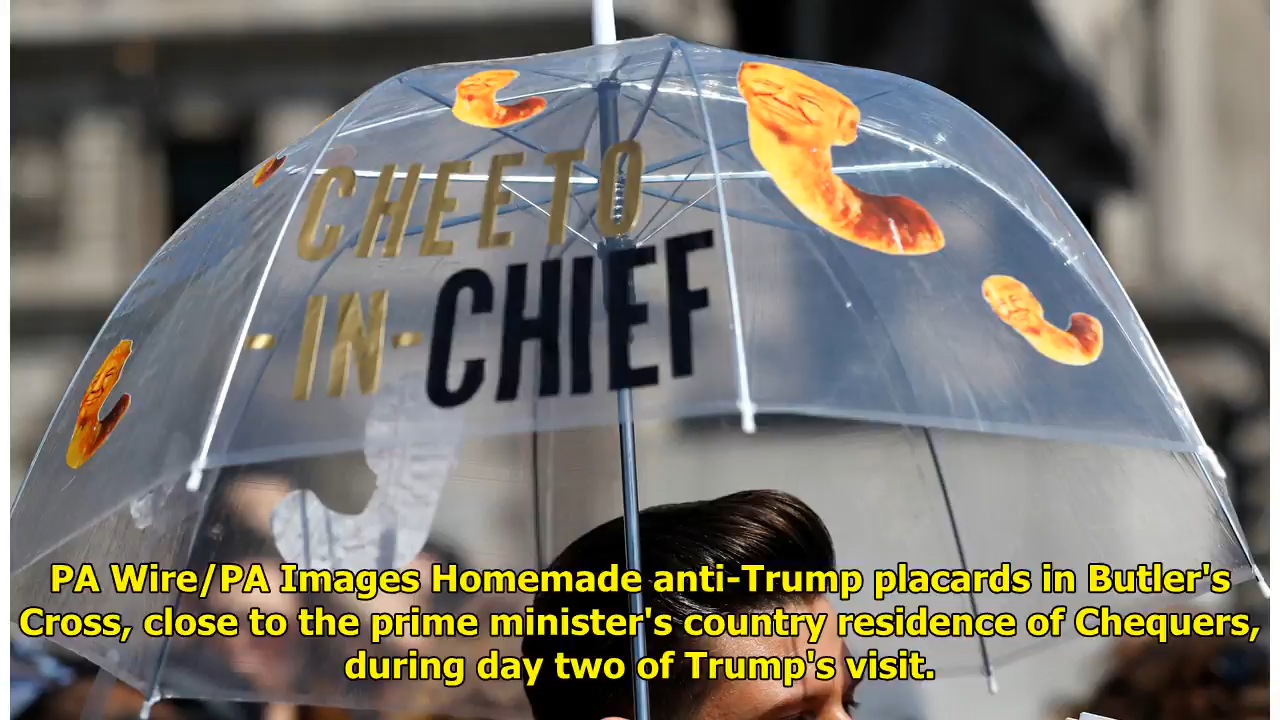 CHEETO
-IN-CHIEF
PA Wire/PA Images Homemade anti-Trump placards in Butler's
Cross, close to the prime minister's country residence of Chequers,
during day two of Trump's visit.